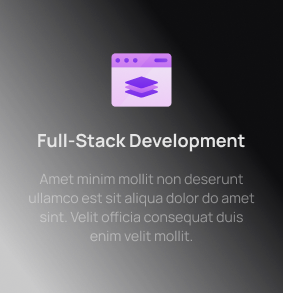 Full-Stack Development
Amet minim mollit non deserunt
ullamco est sit aliqua dolor do amet
sint. Velit officia consequat duis
enim velit mollit.